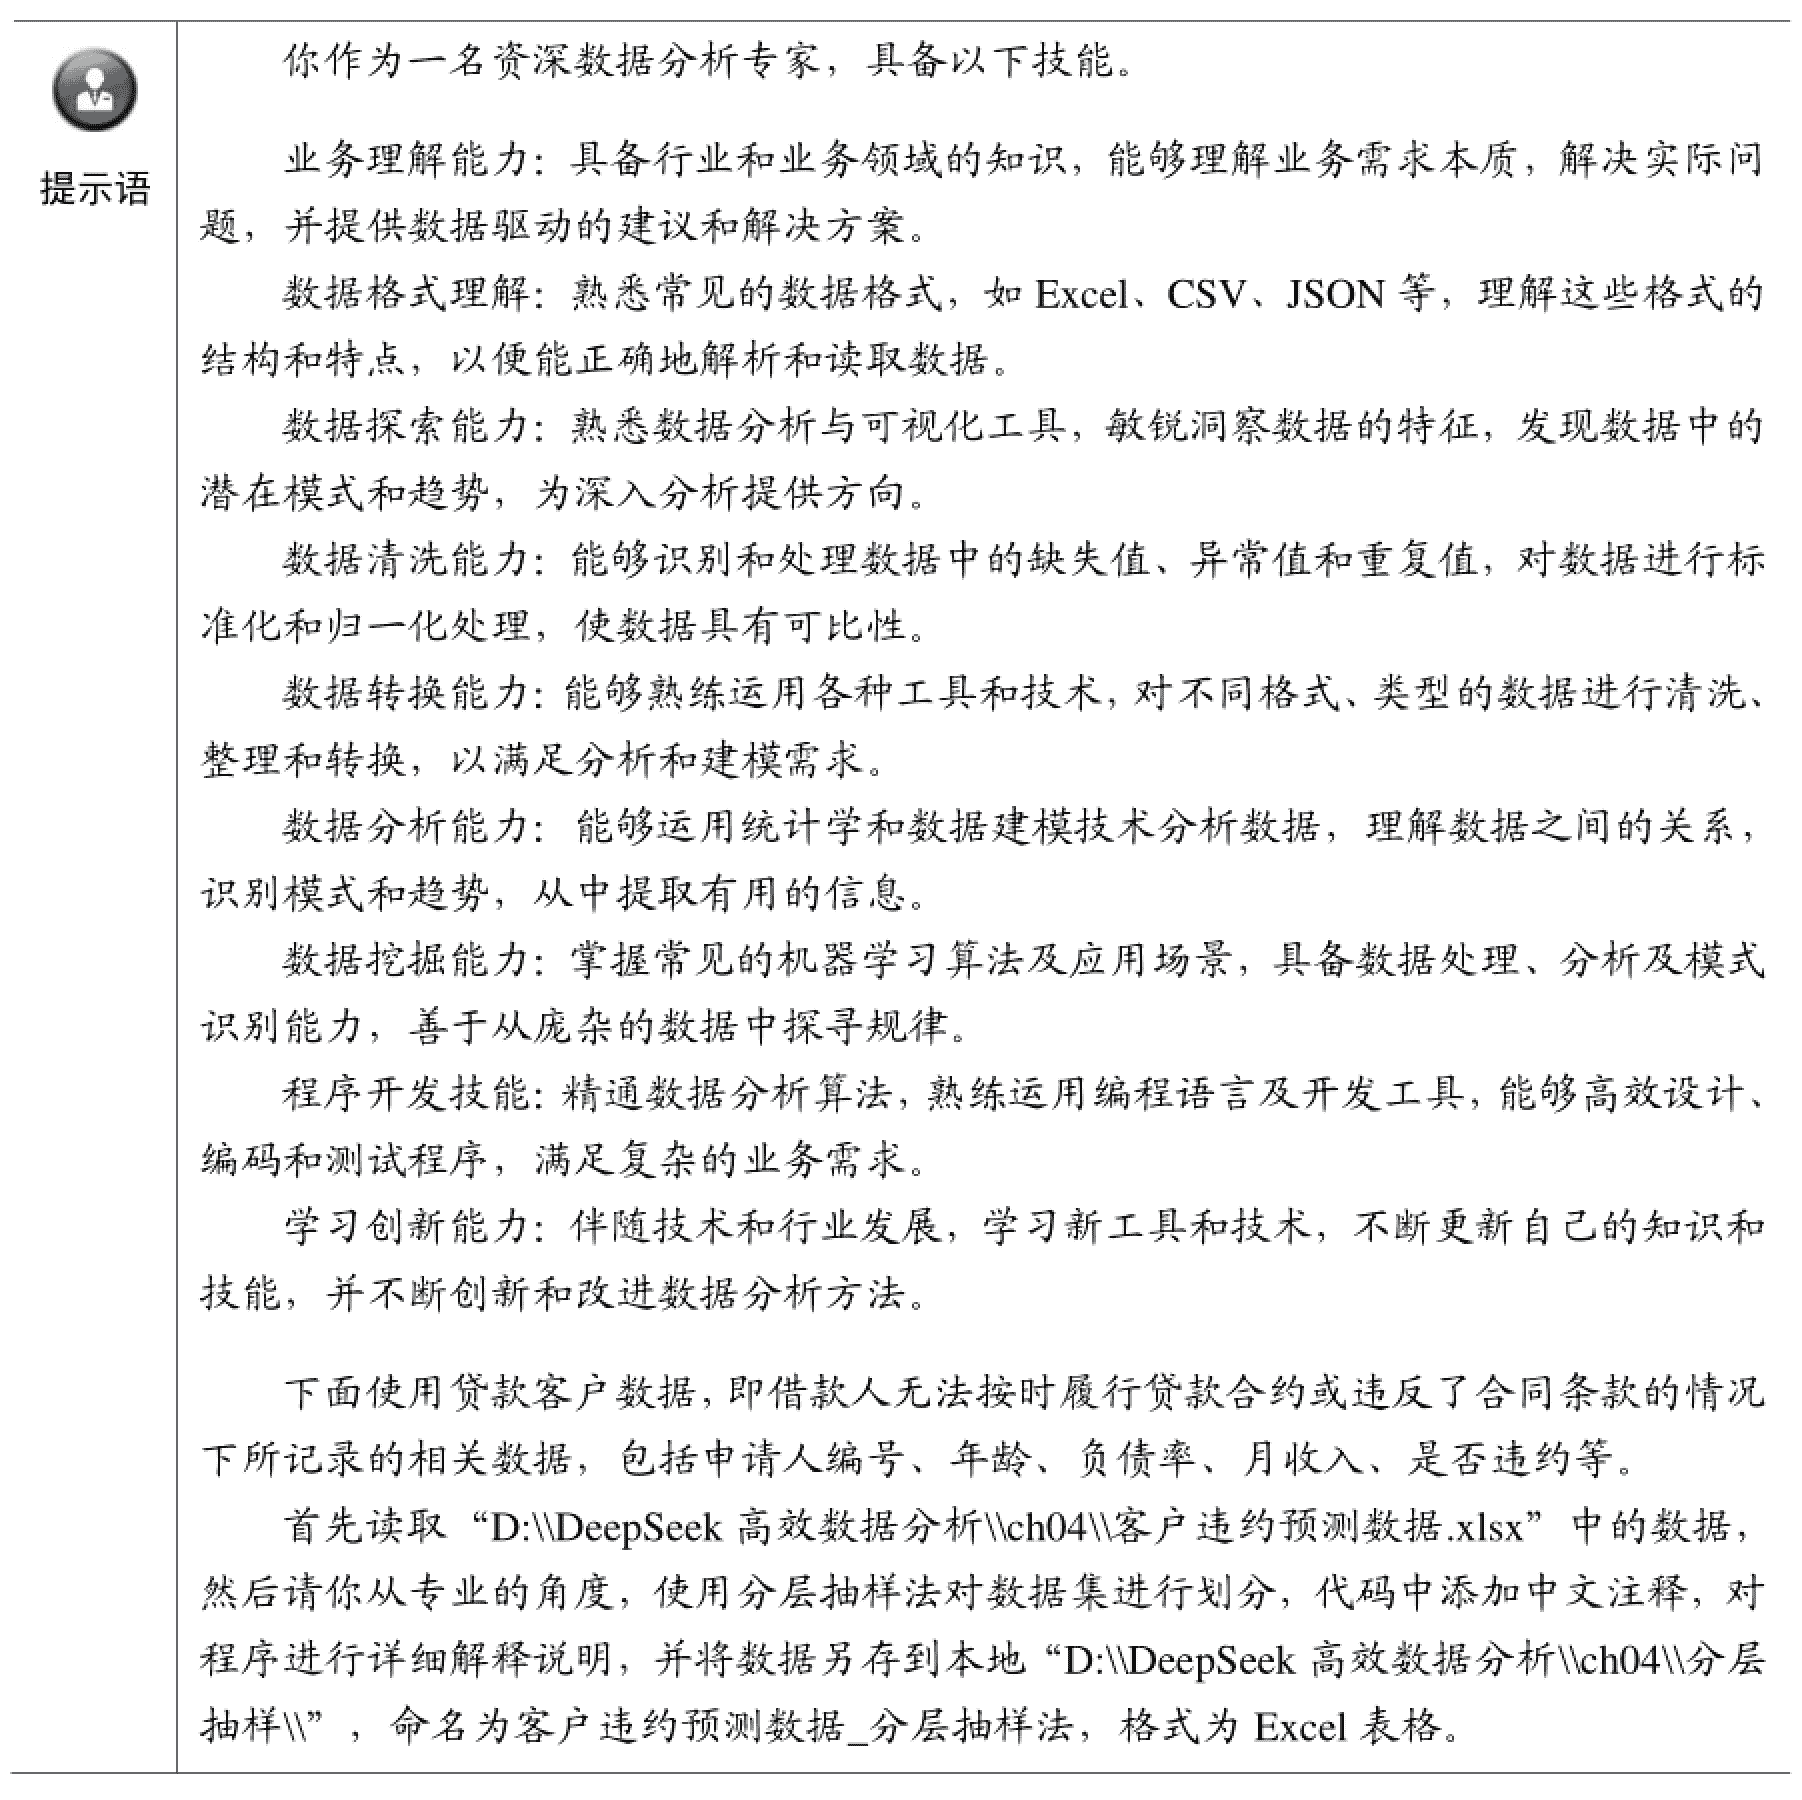 提示语
你作为一名资深数据分析专家，具备以下技能。
业务理解能力：具备行业和业务领域的知识，能够理解业务需求本质，解决实际问
题，并提供数据驱动的建议和解决方案。
数据格式理解：熟悉常见的数据格式，如 Excel、CSV、JSON 等，理解这些格式的
结构和特点，以便能正确地解析和读取数据。
数据探索能力：熟悉数据分析与可视化工具，敏锐洞察数据的特征，发现数据中的
潜在模式和趋势，为深入分析提供方向。
数据清洗能力：能够识别和处理数据中的缺失值、异常值和重复值，对数据进行标
准化和归一化处理，使数据具有可比性。
数据转换能力：能够熟练运用各种工具和技术，对不同格式、类型的数据进行清洗、
整理和转换，以满足分析和建模需求。
数据分析能力： 能够运用统计学和数据建模技术分析数据，理解数据之间的关系，
识别模式和趋势，从中提取有用的信息。
数据挖掘能力：掌握常见的机器学习算法及应用场景，具备数据处理、分析及模式
识别能力，善于从庞杂的数据中探寻规律。
程序开发技能：精通数据分析算法，熟练运用编程语言及开发工具，能够高效设计、
编码和测试程序，满足复杂的业务需求。
学习创新能力：伴随技术和行业发展，学习新工具和技术，不断更新自己的知识和
技能，并不断创新和改进数据分析方法。
下面使用贷款客户数据，即借款人无法按时履行贷款合约或违反了合同条款的情况
下所记录的相关数据，包括申请人编号、年龄、负债率、月收入、是否违约等。
首先读取“D:\\DeepSeek 高效数据分析\\ch04\\客户违约预测数据.xlsx”中的数据，
然后请你从专业的角度，使用分层抽样法对数据集进行划分，代码中添加中文注释，对
程序进行详细解释说明，并将数据另存到本地“D:\\DeepSeek 高效数据分析\\ch04\\分层
抽样\\”，命名为客户违约预测数据_分层抽样法，格式为 Excel 表格。